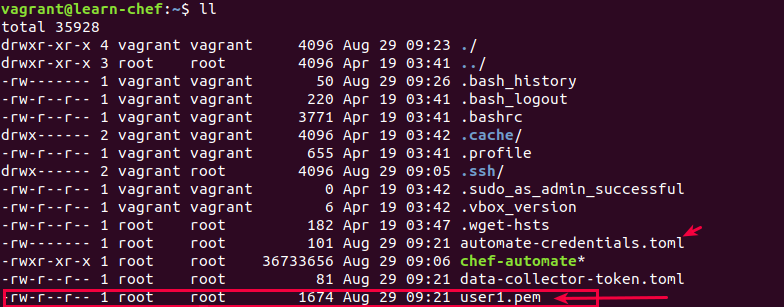 vagrant@learn-chef:~$ ll
total 35928
drwxr-xr-x 4 vagrant vagrant 4096 Aug 29 09:23 ./
drwxr-xr-x 3 root root 4096 Apr 19 03:41 ../
-rw------- 1 vagrant vagrant 50 Aug 29 09:26 .bash_history
-rw-r--r-- 1 vagrant vagrant 220 Apr 19 03:41 .bash_logout
-rw-r--r-- 1 vagrant vagrant 3771 Apr 19 03:41 .bashrc
drwx------ 2 vagrant vagrant 4096 Apr 19 03:42 .cache/
-rw-r--r-- 1 vagrant vagrant 655 Apr 19 03:41 .profile
drwx------ 2 vagrant root 4096 Aug 29 09:05 .ssh/
-rw-r--r-- 1 vagrant vagrant 0 Apr 19 03:42 .sudo_as_admin_successful
-rw-r--r-- 1 vagrant vagrant 6 Apr 19 03:42 .vbox_version
-rw-r--r-- 1 root root 182 Apr 19 03:47 .wget-hsts
-rw-r--r-- 1 root root 101 Aug 29 09:21 automate-credentials.toml
-rwxr-xr-x 1 root root 36733656 Aug 29 09:06 chef-automate*
-rw-r--r-- 1 root root 81 Aug 29 09:21 data-collector-token.toml
-rw-r--r-- 1 root root 1674 Aug 29 09:21 user1.pem